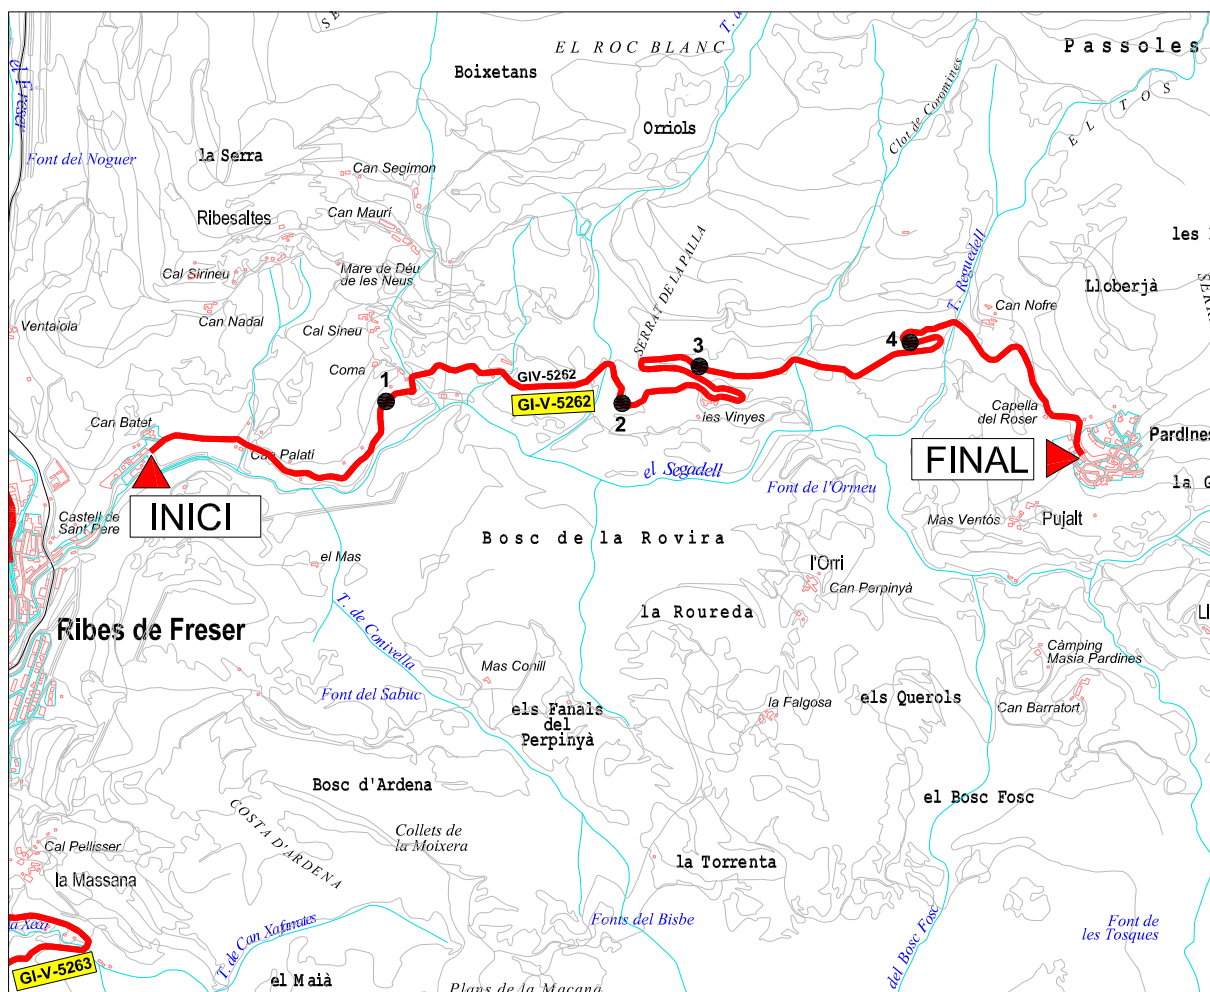 T. d
Passoles
EL ROC BLANC
Boixetans
el Freser
EL TOS
Clot de Coromines
Orriols
la Serra
Font del Noguer
Can Segimon
Can Maurí
Ribesaltes
les
Cal Sirineu
Mare de Déu
de les Neus
SERRAT DE LA PALLA
T. Reguedell
Lloberjà
Can Nofre
Ventaiola
Can Nadal
Cal Sineu
4
3
Coma
1
GIV-5262
GI-V-5262
2
les Vinyes
Capella
del Roser
Can Batet
Pardines
Can Palatí
el Segadell
FINAL
la G
Font de l'Ormeu
INICI
Castell de
Sant Pere
Mas Ventós
Pujalt
Bosc de la Rovira
el Mas
l'Orri
Can Perpinyà
T. de Conivella
la Roureda
Ribes de Freser
Càmping
Masia Pardines
Mas Conill
Font del Sabuc
els Fanals
del
Perpinyà
la Falgosa
els Querols
Can Barratort
Bosc d'Ardena
el Bosc Fosc
COSTA D'ARDENA
Collets de
la Moixera
Cal Pellisser
la Massana
la Torrenta
Fonts del Bisbe
Font de
les Tosques
T. de Can Xafarrates
del Bosc Fosc
GI-V-5263
el Maià
Plans de la Maçana